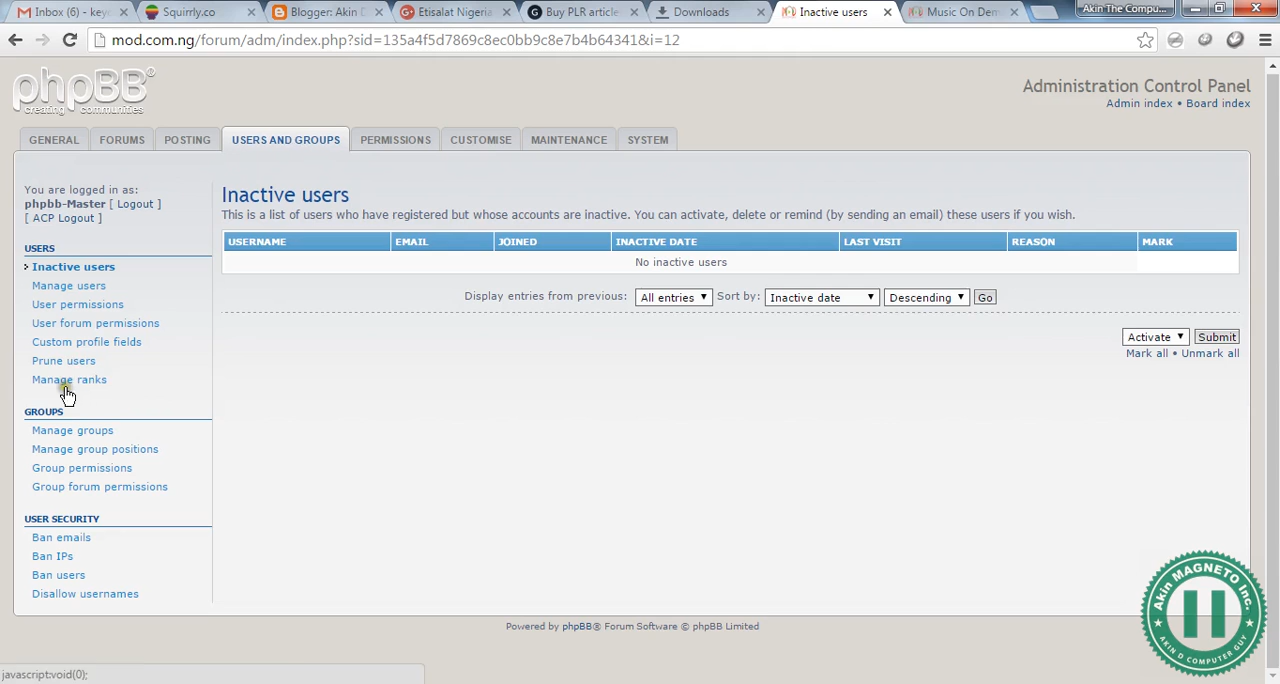 Inbox (6) - key
Squirrly.co
Blogger: Akin D
Etisalat Nigeria
Buy PLR article
Downloads
Inactive users
Music On Dem
Akin The Compu...
mod.com.ng/forum/adm/index.php?sid=135a4f5d7869c8ec0bb9c8e7b4b64341&i=12
phpBB®
creating communities
Administration Control Panel
Admin index • Board index
GENERAL FORUMS POSTING USERS AND GROUPS PERMISSIONS CUSTOMISE MAINTENANCE SYSTEM
You are logged in as:
phpbb-Master [ Logout ]
[ ACP Logout ]
USERS
Inactive users
Manage users
User permissions
User forum permissions
Custom profile fields
Prune users
Manage ranks
GROUPS
Manage groups
Manage group positions
Group permissions
Group forum permissions
USER SECURITY
Ban emails
Ban IPs
Ban users
Disallow usernames
Inactive users
This is a list of users who have registered but whose accounts are inactive. You can activate, delete or remind (by sending an email) these users if you wish.
USERNAME EMAIL JOINED INACTIVE DATE LAST VISIT REASON MARK
No inactive users
Display entries from previous: All entries Sort by: Inactive date Descending Go
Activate Submit
Mark all • Unmark all
Powered by phpBB® Forum Software © phpBB Limited
Akin MAGNETO Inc.
AKIN D COMPUTER GUY
javascript:void(0);